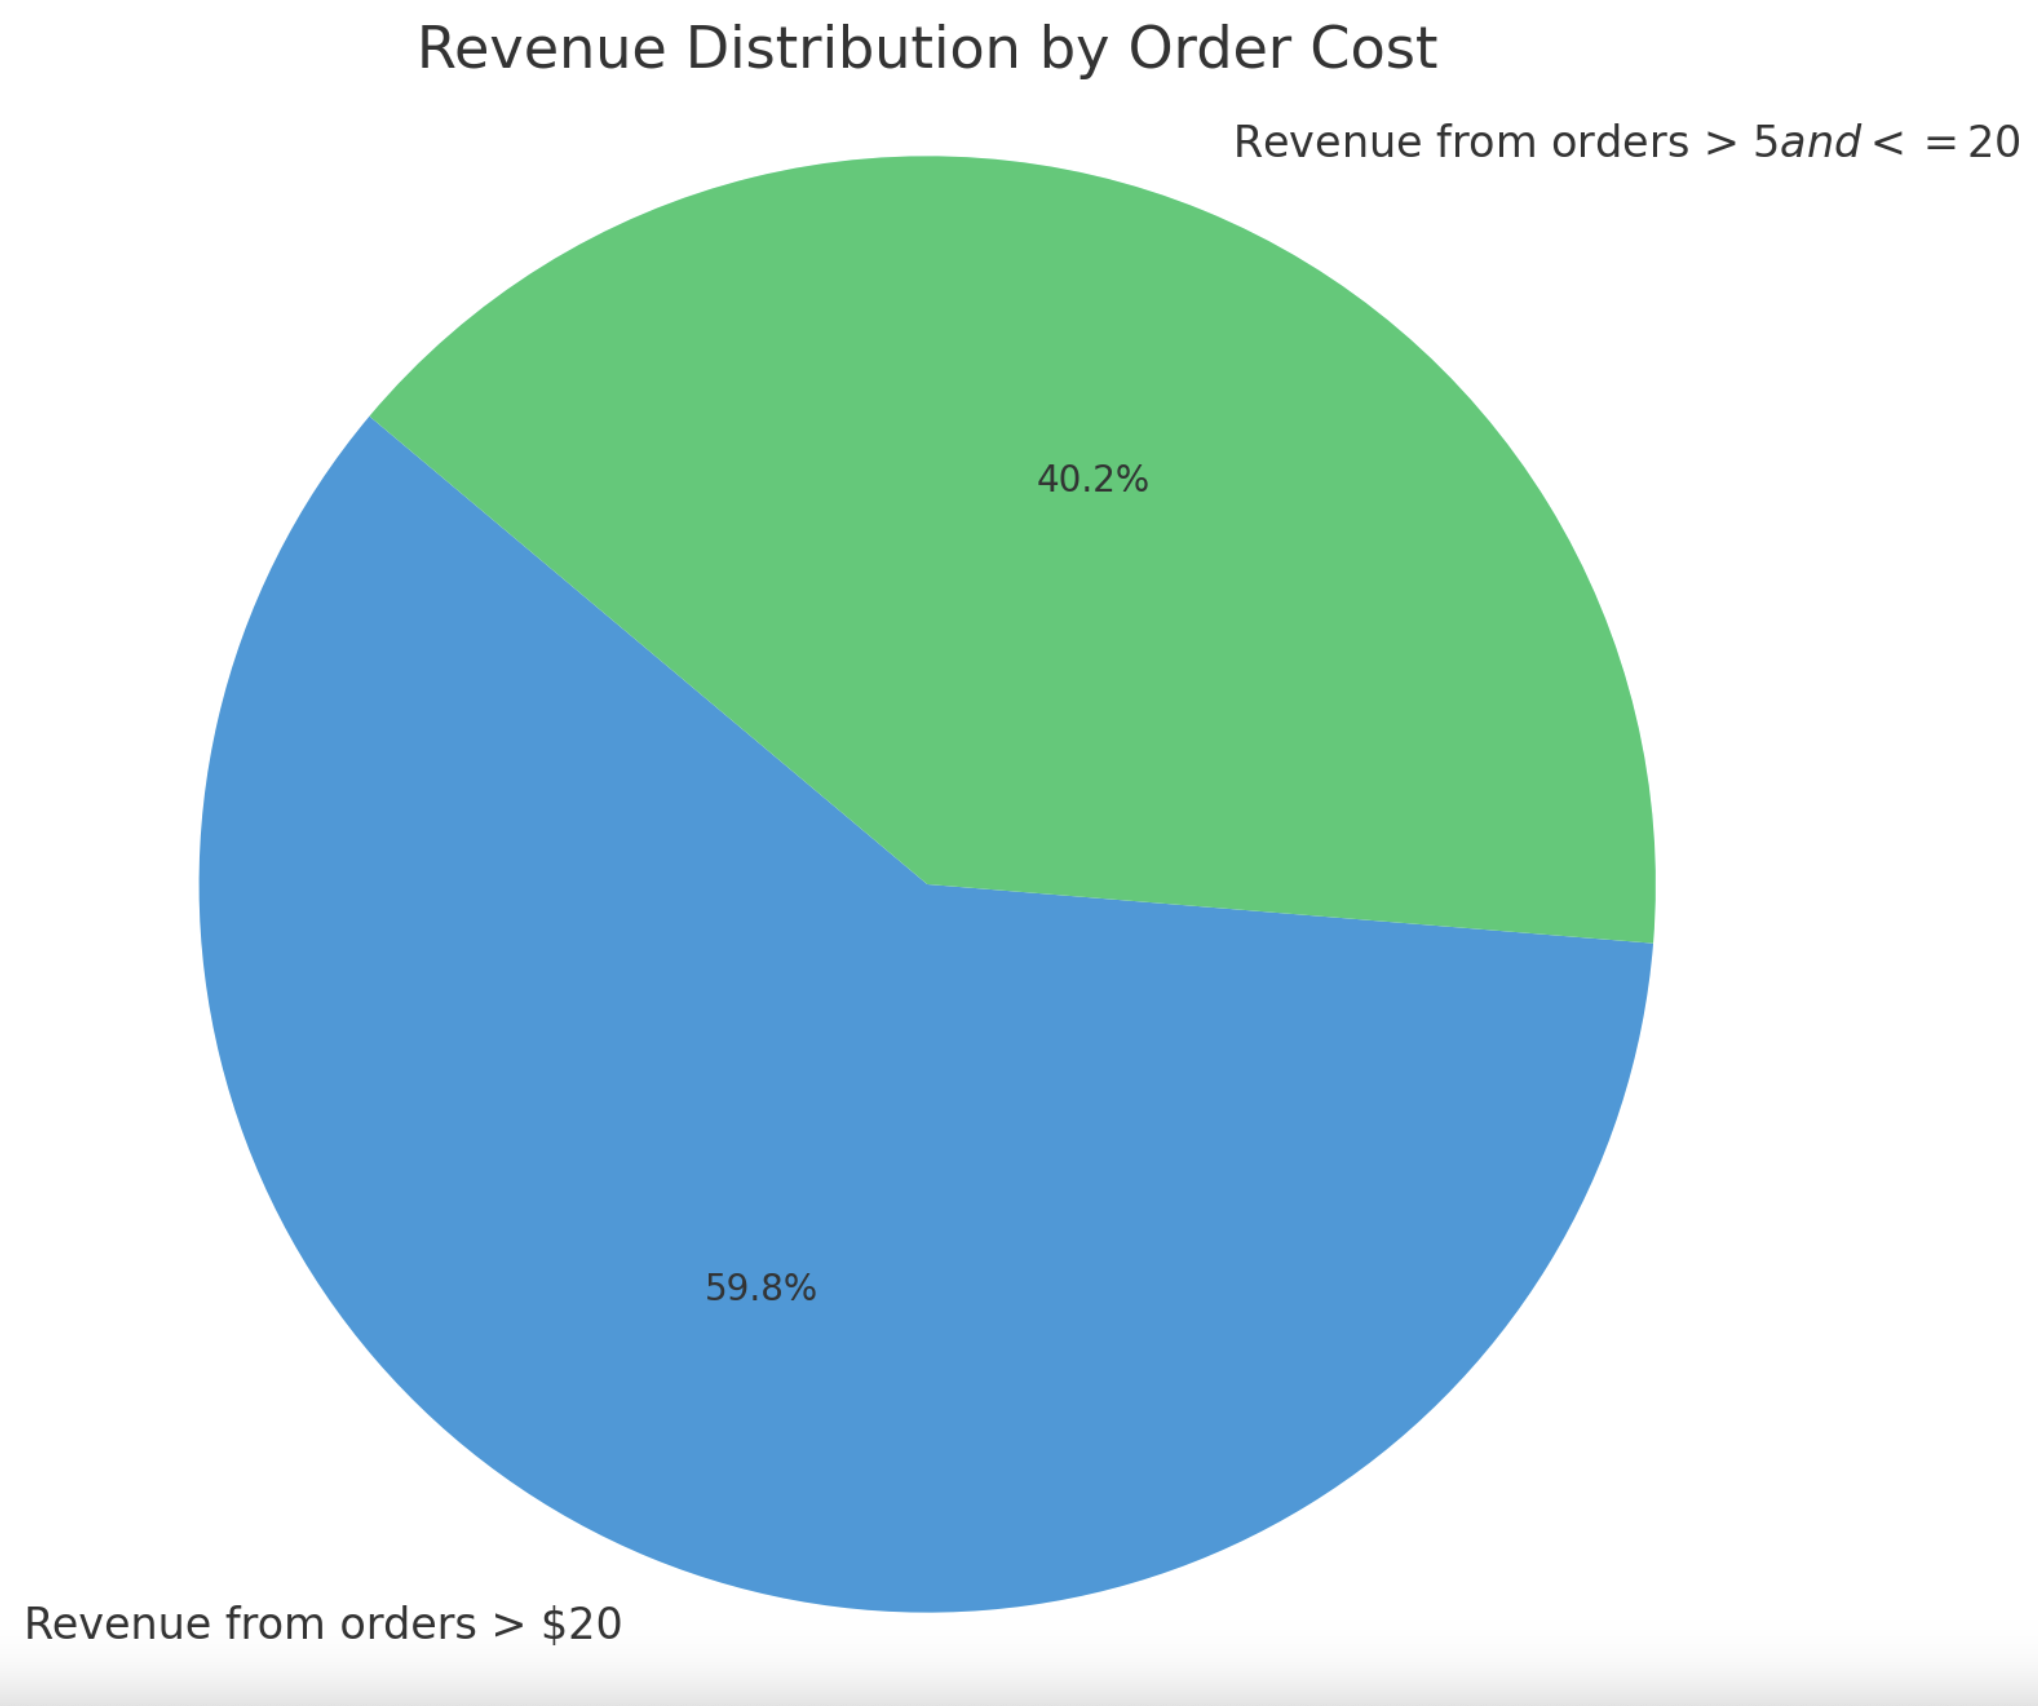 Revenue Distribution by Order Cost
Revenue from orders > 5and <= 20
40.2%
59.8%
Revenue from orders > $20